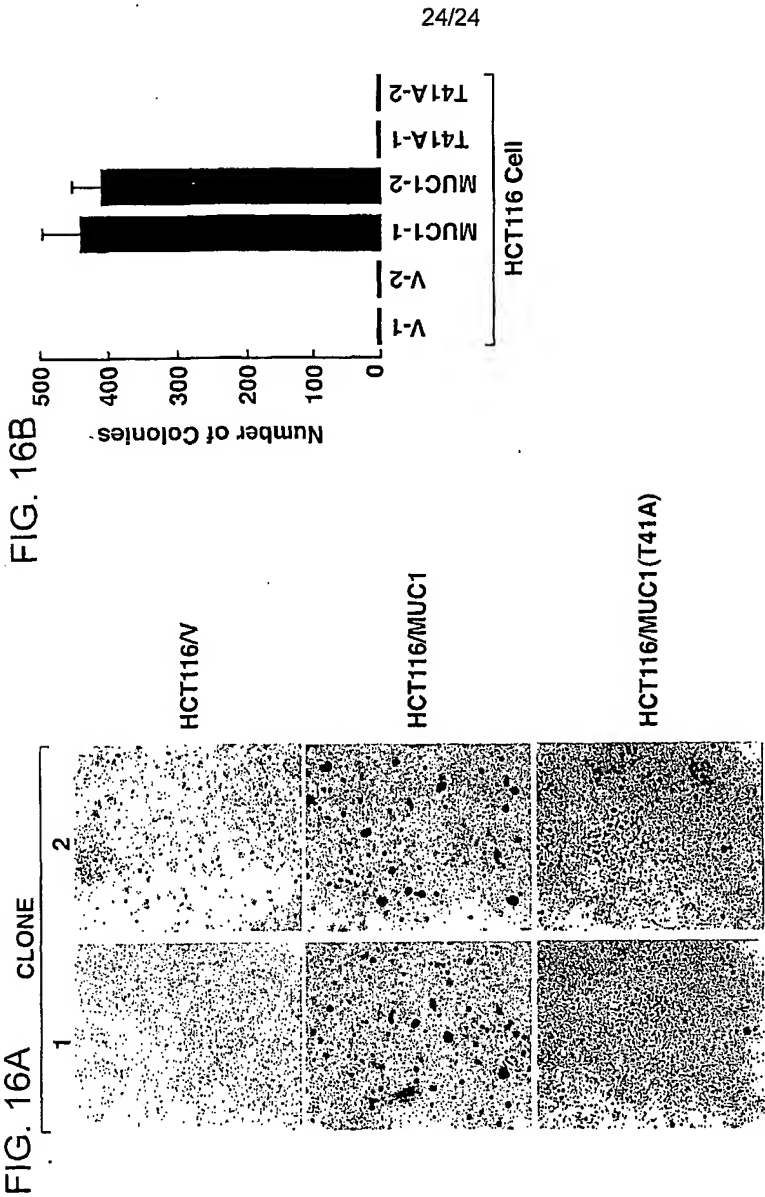 24/24
FIG. 16A
CLONE
1
2
HCT116/V
HCT116/MUC1
HCT116/MUC1(T41A)
FIG. 16B
Number of Colonies
500
400
300
200
100
0
V-1
V-2
MUC1-1
MUC1-2
T41A-1
T41A-2
HCT116 Cell